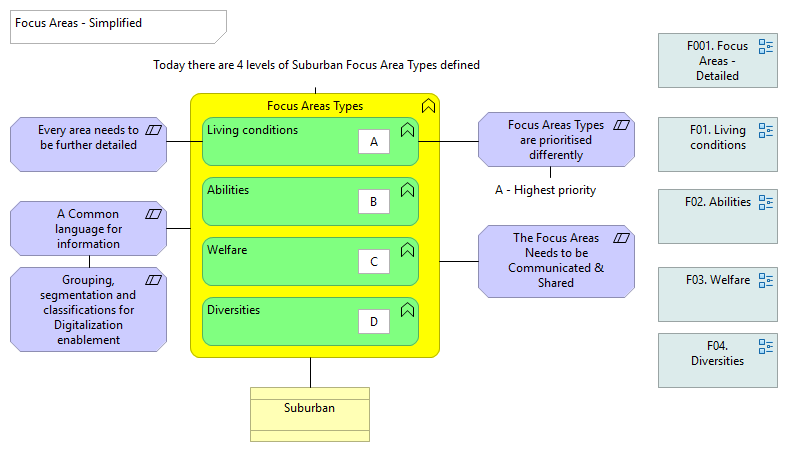 Focus Areas - Simplified
Today there are 4 levels of Suburban Focus Area Types defined
Every area needs to
be further detailed
A Common
language for
information
Grouping,
segmentation and
classifications for
Digitalization
enablement
Focus Areas Types
Living conditions
A
Abilities
B
Welfare
C
Diversities
D
Suburban
Focus Areas Types
are prioritised
differently
A - Highest priority
The Focus Areas
Needs to be
Communicated &
Shared
F001. Focus
Areas -
Detailed
F01. Living
conditions
F02. Abilities
F03. Welfare
F04.
Diversities